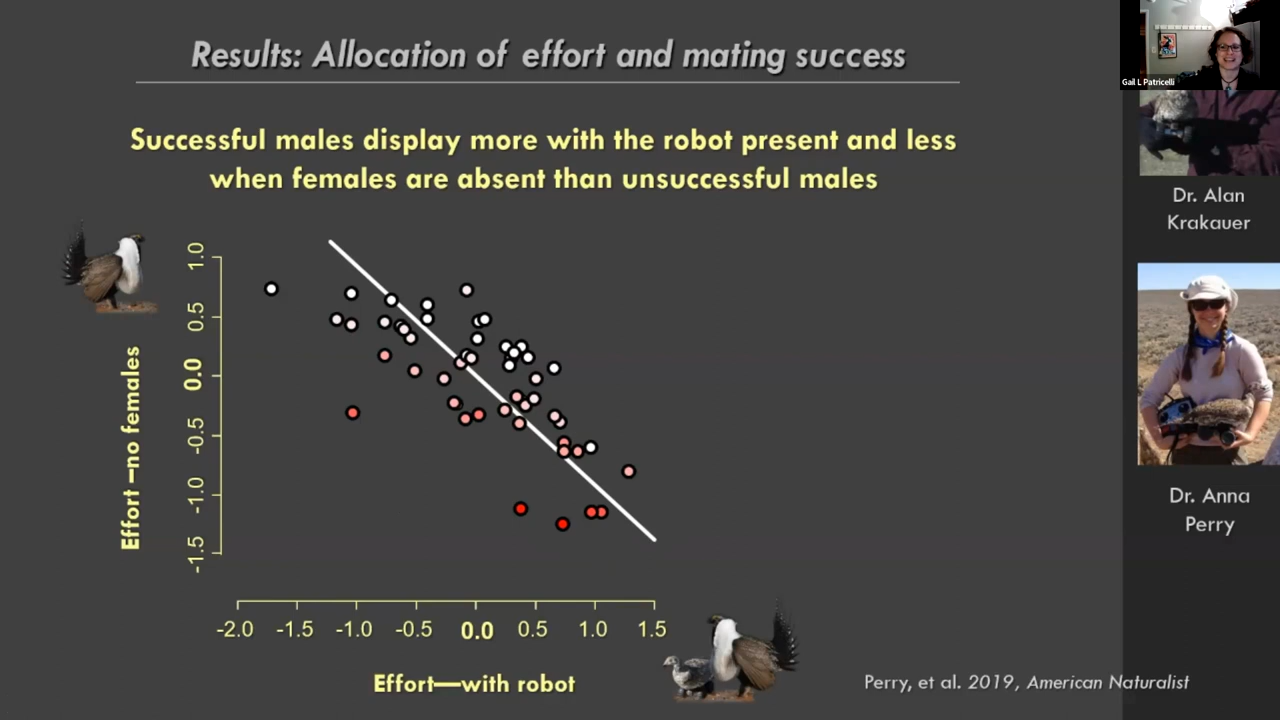 Results: Allocation of effort and mating success
Gail L Patricelli
Successful males display more with the robot present and less
when females are absent than unsuccessful males
Dr. Alan
Krakauer
Effort—no females
1.0
0.5
0.0
-0.5
-1.0
-1.5
Dr. Anna
Perry
-2.0 -1.5 -1.0 -0.5 0.0 0.5 1.0 1.5
Effort—with robot
Perry, et al. 2019, American Naturalist